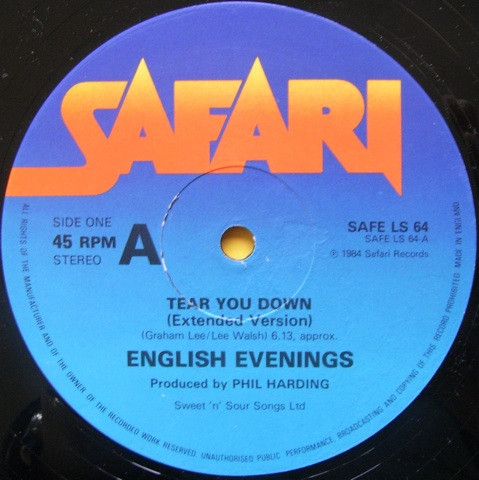 SAFARI
SIDE ONE
45 RPM
STEREO
A
SAFE LS 64
SAFE LS 64-A
℗ 1984 Safari Records
TEAR YOU DOWN
(Extended Version)
(Graham Lee/Lee Walsh) 6.13, approx.
ENGLISH EVENINGS
Produced by PHIL HARDING
Sweet 'n' Sour Songs Ltd
ALL RIGHTS OF THE MANUFACTURER AND OF THE OWNER OF THE RECORDED WORK RESERVED. UNAUTHORISED PUBLIC PERFORMANCE, BROADCASTING AND COPYING OF THIS RECORD PROHIBITED. MADE IN ENGLAND